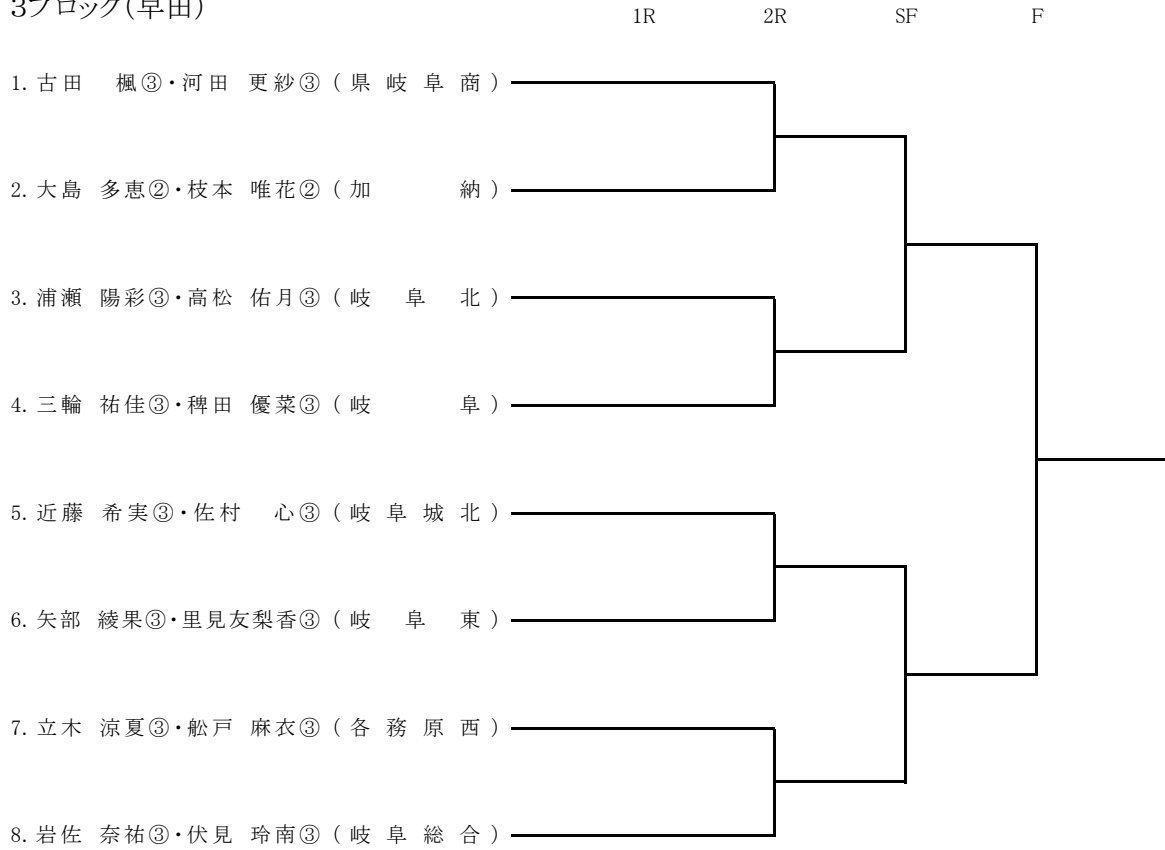 3ブロック(早田)
1R 2R SF F
1. 古田 楓③・河田 更紗③ (県岐阜商)
2. 大島 多恵②・枝本 唯花② (加納)
3. 浦瀬 陽彩③・高松 佑月③ (岐阜北)
4. 三輪 祐佳③・稗田 優菜③ (岐阜)
5. 近藤 希実③・佐村 心③ (岐阜城北)
6. 矢部 綾果③・里見友梨香③ (岐阜東)
7. 立木 涼夏③・舩戸 麻衣③ (各務原西)
8. 岩佐 奈祐③・伏見 玲南③ (岐阜総合)